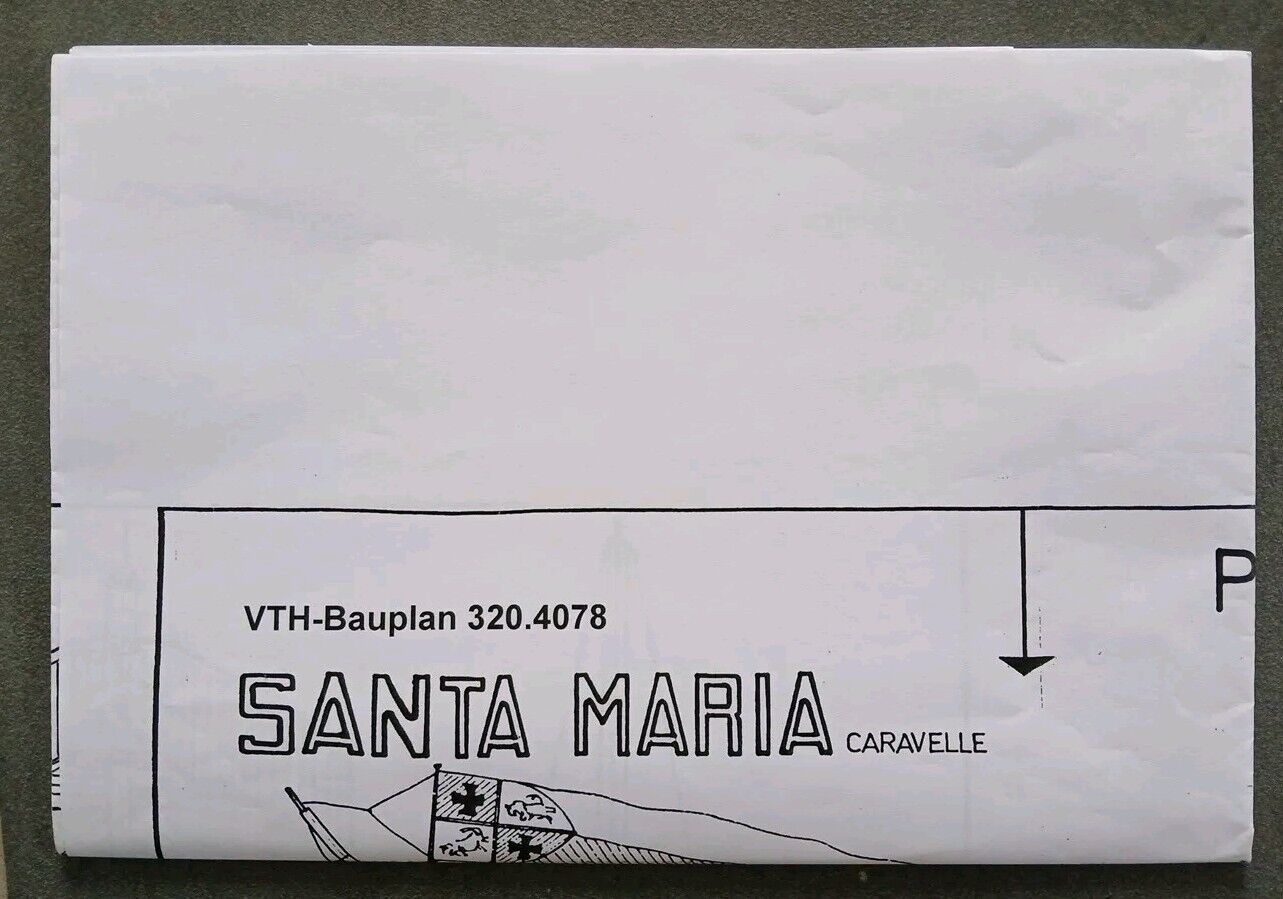 P
VTH-Bauplan 320.4078
SANTA MARIA CARAVELLE